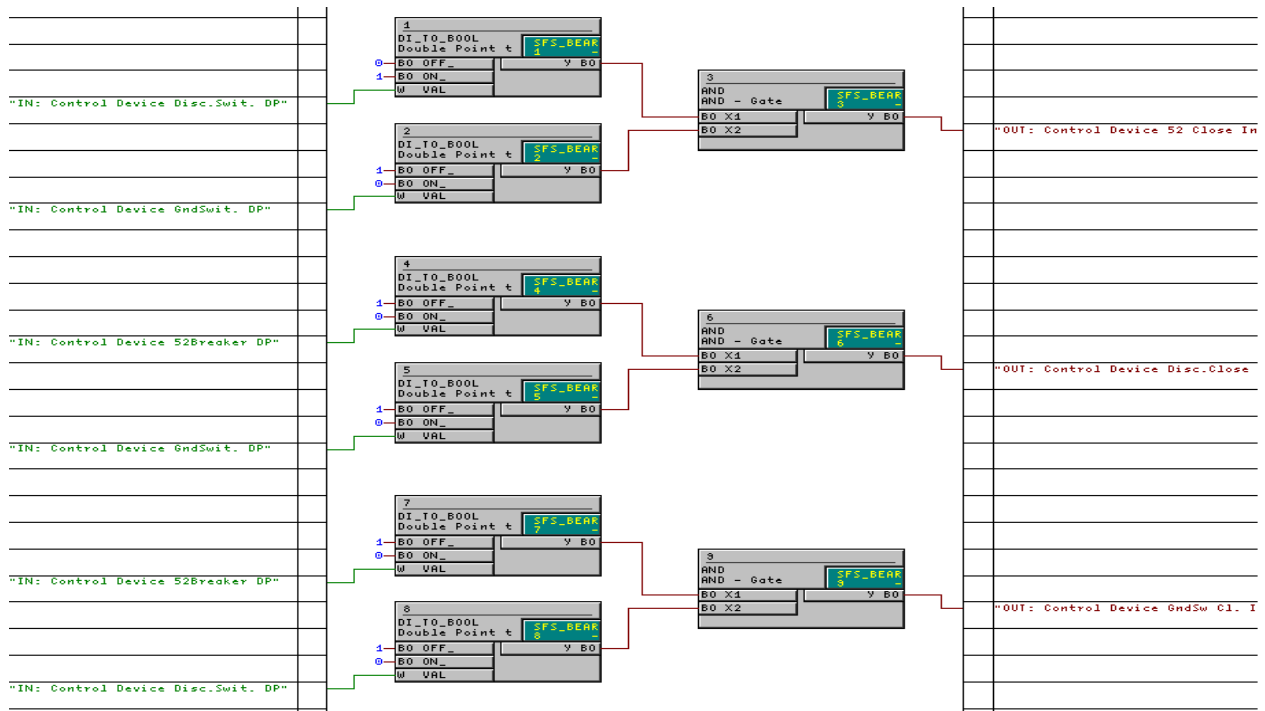 1
DI_TO_BOOL
Double Point t
SFS_BEAR
1 -
0 BO OFF_ Y BO
1 BO ON_
W VAL
"IN: Control Device Disc.Swit. DP"
2
DI_TO_BOOL
Double Point t
SFS_BEAR
2 -
1 BO OFF_ Y BO
0 BO ON_
W VAL
"IN: Control Device GndSwit. DP"
3
AND
AND - Gate
SFS_BEAR
3 -
BO X1 Y BO
BO X2
"OUT: Control Device 52 Close In
4
DI_TO_BOOL
Double Point t
SFS_BEAR
4 -
1 BO OFF_ Y BO
0 BO ON_
W VAL
"IN: Control Device 52Breaker DP"
5
DI_TO_BOOL
Double Point t
SFS_BEAR
5 -
1 BO OFF_ Y BO
0 BO ON_
W VAL
"IN: Control Device GndSwit. DP"
6
AND
AND - Gate
SFS_BEAR
6 -
BO X1 Y BO
BO X2
"OUT: Control Device Disc.Close
7
DI_TO_BOOL
Double Point t
SFS_BEAR
7 -
1 BO OFF_ Y BO
0 BO ON_
W VAL
"IN: Control Device 52Breaker DP"
8
DI_TO_BOOL
Double Point t
SFS_BEAR
8 -
1 BO OFF_ Y BO
0 BO ON_
W VAL
"IN: Control Device Disc.Swit. DP"
9
AND
AND - Gate
SFS_BEAR
9 -
BO X1 Y BO
BO X2
"OUT: Control Device GndSw Cl. I